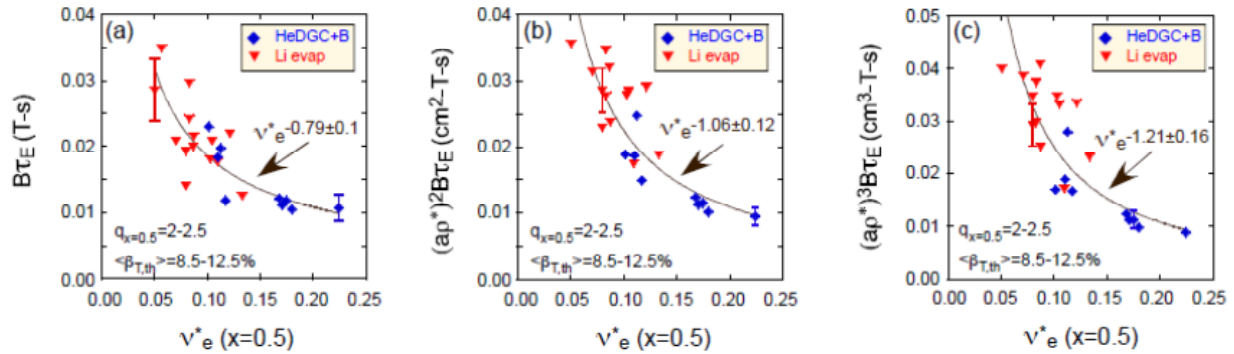 (a)
HeDGC+B
Li evap
0.04
0.03
0.02
0.01
0.00
BτE (T-s)
ν*e^-0.79±0.1
qx=0.5=2-2.5
<βT,th>=8.5-12.5%
0.00 0.05 0.10 0.15 0.20 0.25
ν*e (x=0.5)
(b)
HeDGC+B
Li evap
0.04
0.03
0.02
0.01
0.00
(aρ*)²BτE (cm²-T-s)
ν*e^-1.06±0.12
qx=0.5=2-2.5
<βT,th>=8.5-12.5%
0.00 0.05 0.10 0.15 0.20 0.25
ν*e (x=0.5)
(c)
HeDGC+B
Li evap
0.05
0.04
0.03
0.02
0.01
0.00
(aρ*)³BτE (cm³-T-s)
ν*e^-1.21±0.16
qx=0.5=2-2.5
<βT,th>=8.5-12.5%
0.00 0.05 0.10 0.15 0.20 0.25
ν*e (x=0.5)